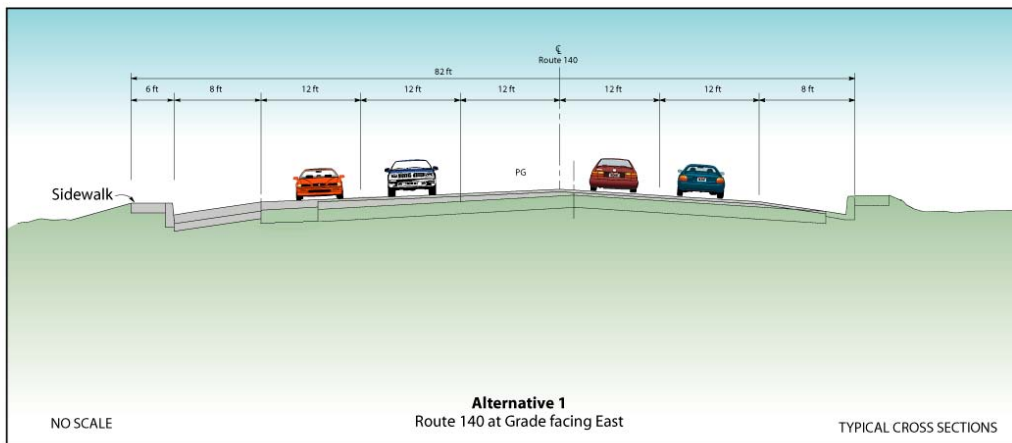 ℄
Route 140
82 ft
6 ft 8 ft 12 ft 12 ft 12 ft 12 ft 12 ft 8 ft
PG
Sidewalk
Alternative 1
Route 140 at Grade facing East
NO SCALE
TYPICAL CROSS SECTIONS